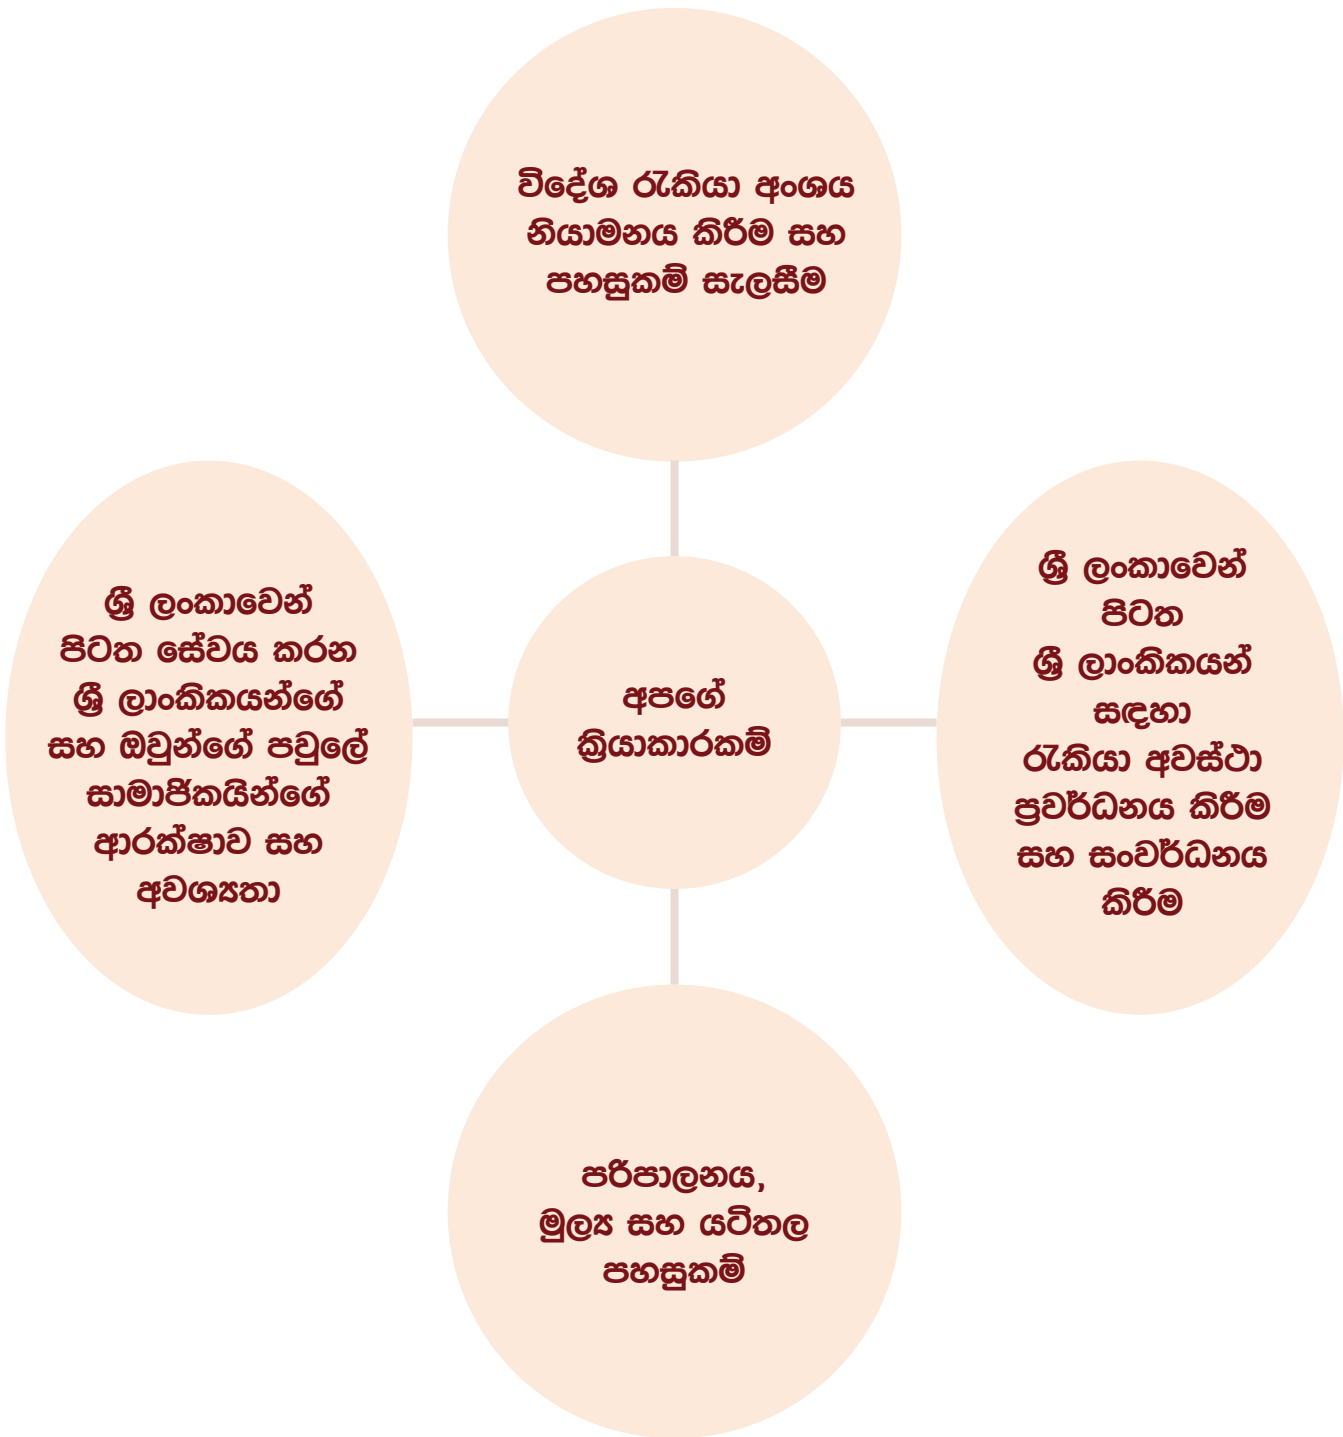 විදේශ රැකියා අංශය
නියාමනය කිරීම සහ
පහසුකම් සැලසීම
ශ්‍රී ලංකාවෙන්
පිටත සේවය කරන
ශ්‍රී ලාංකිකයන්ගේ
සහ ඔවුන්ගේ පවුලේ
සාමාජිකයින්ගේ
ආරක්ෂාව සහ
අවශ්‍යතා
අපගේ
ක්‍රියාකාරකම්
ශ්‍රී ලංකාවෙන්
පිටත
ශ්‍රී ලාංකිකයන්
සඳහා
රැකියා අවස්ථා
ප්‍රවර්ධනය කිරීම
සහ සංවර්ධනය
කිරීම
පරිපාලනය,
මුල්‍ය සහ යටිතල
පහසුකම්